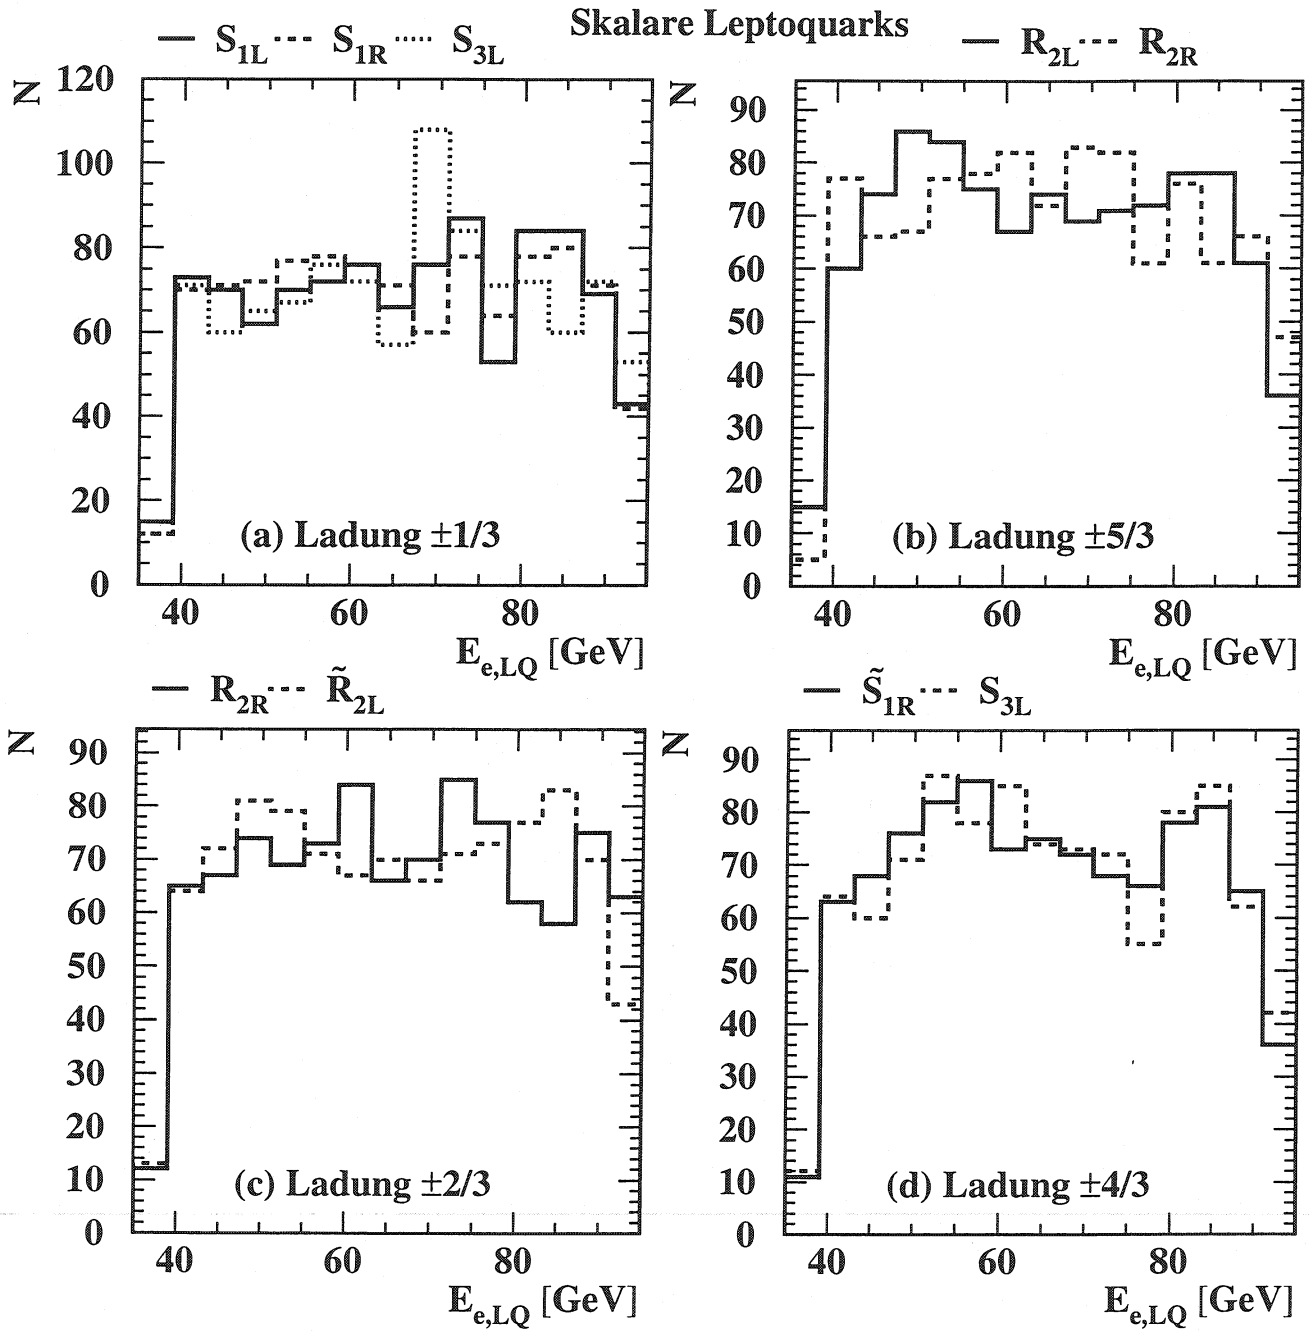 Skalare Leptoquarks
S1L S1R S3L
N
120
100
80
60
40
20
0
(a) Ladung ±1/3
40 60 80
Ee,LQ [GeV]
R2L R2R
N
90
80
70
60
50
40
30
20
10
0
(b) Ladung ±5/3
40 60 80
Ee,LQ [GeV]
R2R R̃2L
N
90
80
70
60
50
40
30
20
10
0
(c) Ladung ±2/3
40 60 80
Ee,LQ [GeV]
S̃1R S3L
N
90
80
70
60
50
40
30
20
10
0
(d) Ladung ±4/3
40 60 80
Ee,LQ [GeV]